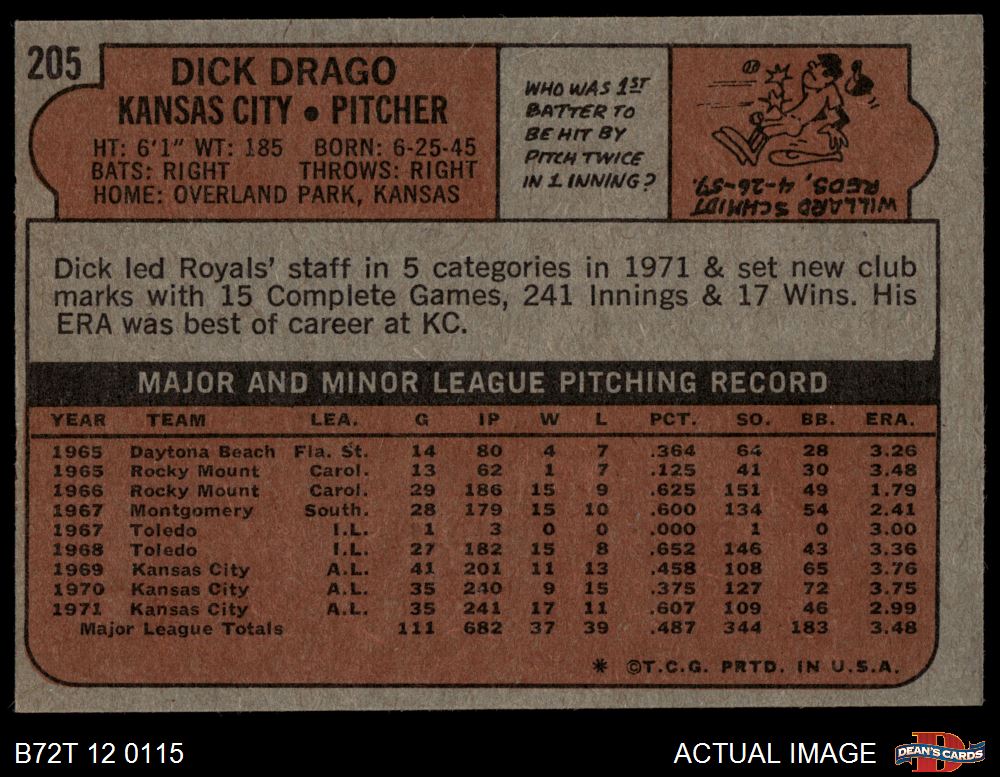 205
DICK DRAGO
KANSAS CITY • PITCHER
HT: 6'1" WT: 185 BORN: 6-25-45
BATS: RIGHT THROWS: RIGHT
HOME: OVERLAND PARK, KANSAS
WHO WAS 1ST
BATTER TO
BE HIT BY
PITCH TWICE
IN 1 INNING?
WILLARD SCHMIDT
REDS, 4-26-59.
Dick led Royals' staff in 5 categories in 1971 & set new club
marks with 15 Complete Games, 241 Innings & 17 Wins. His
ERA was best of career at KC.
MAJOR AND MINOR LEAGUE PITCHING RECORD
YEAR TEAM LEA. G IP W L PCT. SO. BB. ERA.
1965 Daytona Beach Fla. St. 14 80 4 7 .364 64 28 3.26
1965 Rocky Mount Carol. 13 62 1 7 .125 41 30 3.48
1966 Rocky Mount Carol. 29 186 15 9 .625 151 49 1.79
1967 Montgomery South. 28 179 15 10 .600 134 54 2.41
1967 Toledo I.L. 1 3 0 0 .000 1 0 3.00
1968 Toledo I.L. 27 182 15 8 .652 146 43 3.36
1969 Kansas City A.L. 41 201 11 13 .458 108 65 3.76
1970 Kansas City A.L. 35 240 9 15 .375 127 72 3.75
1971 Kansas City A.L. 35 241 17 11 .607 109 46 2.99
Major League Totals 111 682 37 39 .487 344 183 3.48
* ©T.C.G. PRTD. IN U.S.A.
B72T 12 0115
ACTUAL IMAGE
DEAN'S CARDS